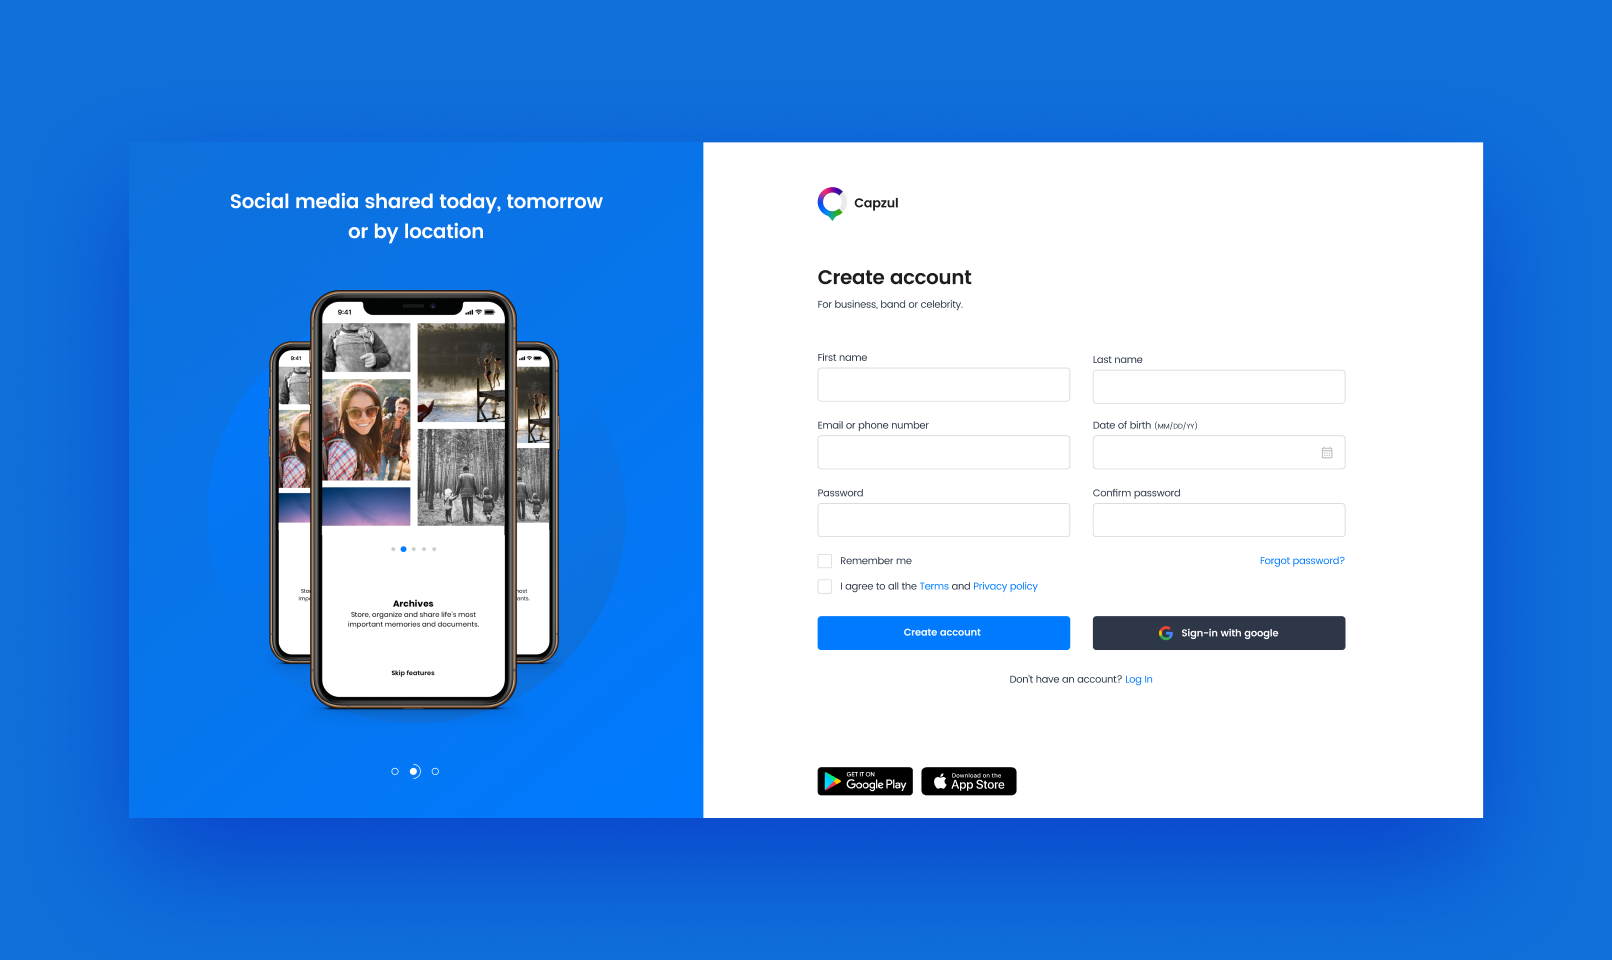 Social media shared today, tomorrow
or by location
9:41
9:41
Archives
Store, organize and share life's most
important memories and documents.
Skip features
Capzul
Create account
For business, band or celebrity.
First name
Last name
Email or phone number
Date of birth (MM/DD/YY)
Password
Confirm password
Remember me
Forgot password?
I agree to all the Terms and Privacy policy
Create account
Sign-in with google
Don't have an account? Log In
GET IT ON
Google Play
Download on the
App Store